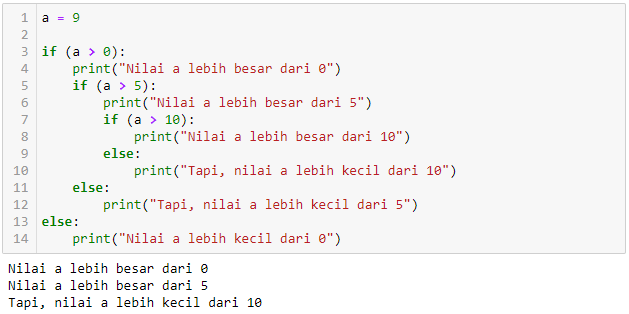 1 a = 9
2
3 if (a > 0):
4     print("Nilai a lebih besar dari 0")
5     if (a > 5):
6         print("Nilai a lebih besar dari 5")
7         if (a > 10):
8             print("Nilai a lebih besar dari 10")
9         else:
10             print("Tapi, nilai a lebih kecil dari 10")
11     else:
12         print("Tapi, nilai a lebih kecil dari 5")
13 else:
14     print("Nilai a lebih kecil dari 0")
Nilai a lebih besar dari 0
Nilai a lebih besar dari 5
Tapi, nilai a lebih kecil dari 10